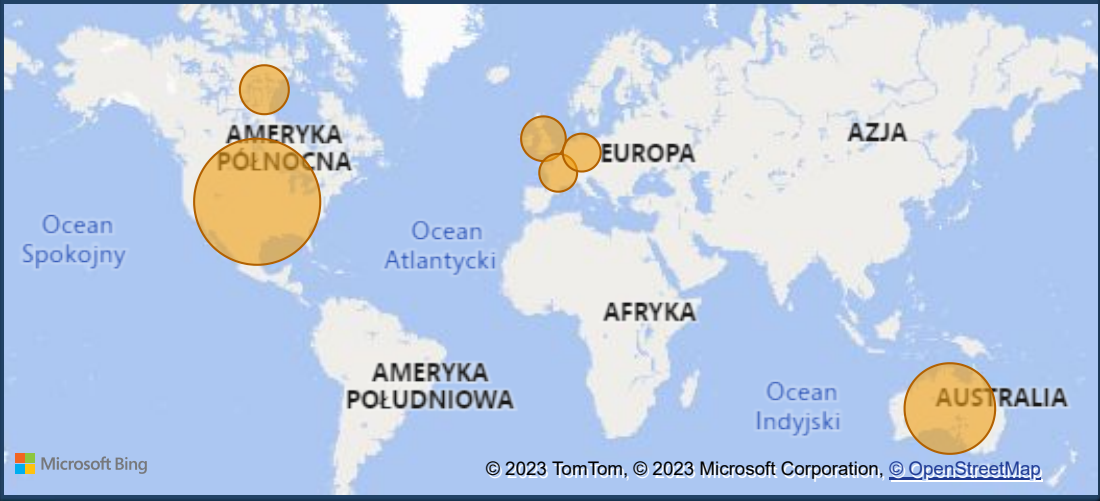 AMERYKA
PÓŁNOCNA
EUROPA
AZJA
Ocean
Spokojny
Ocean
Atlantycki
AFRYKA
AMERYKA
POŁUDNIOWA
Ocean
Indyjski
AUSTRALIA
Microsoft Bing
© 2023 TomTom, © 2023 Microsoft Corporation, © OpenStreetMap